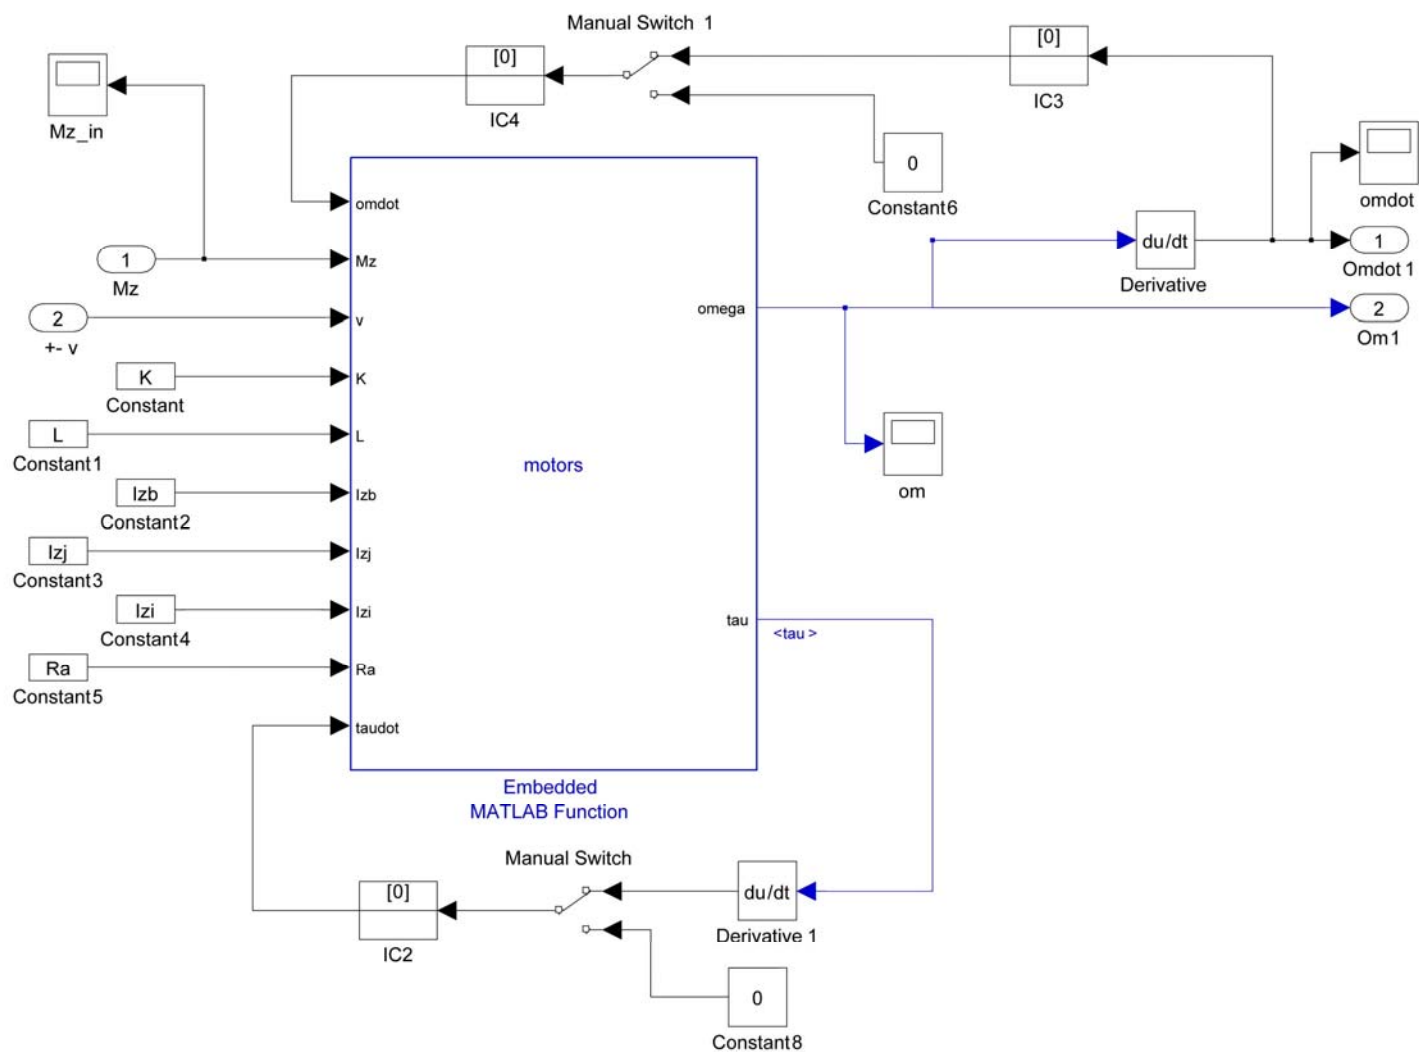 Manual Switch 1
[0]
IC4
[0]
IC3
Mz_in
0
Constant6
omdot
1
Mz
2
+- v
K
Constant
L
Constant1
Izb
Constant2
Izj
Constant3
Izi
Constant4
Ra
Constant5
omdot
Mz
v
K
L
Izb
Izj
Izi
Ra
taudot
motors
omega
tau
<tau >
Embedded
MATLAB Function
du/dt
Derivative
1
Omdot 1
2
Om1
om
Manual Switch
[0]
IC2
du/dt
Derivative 1
0
Constant8